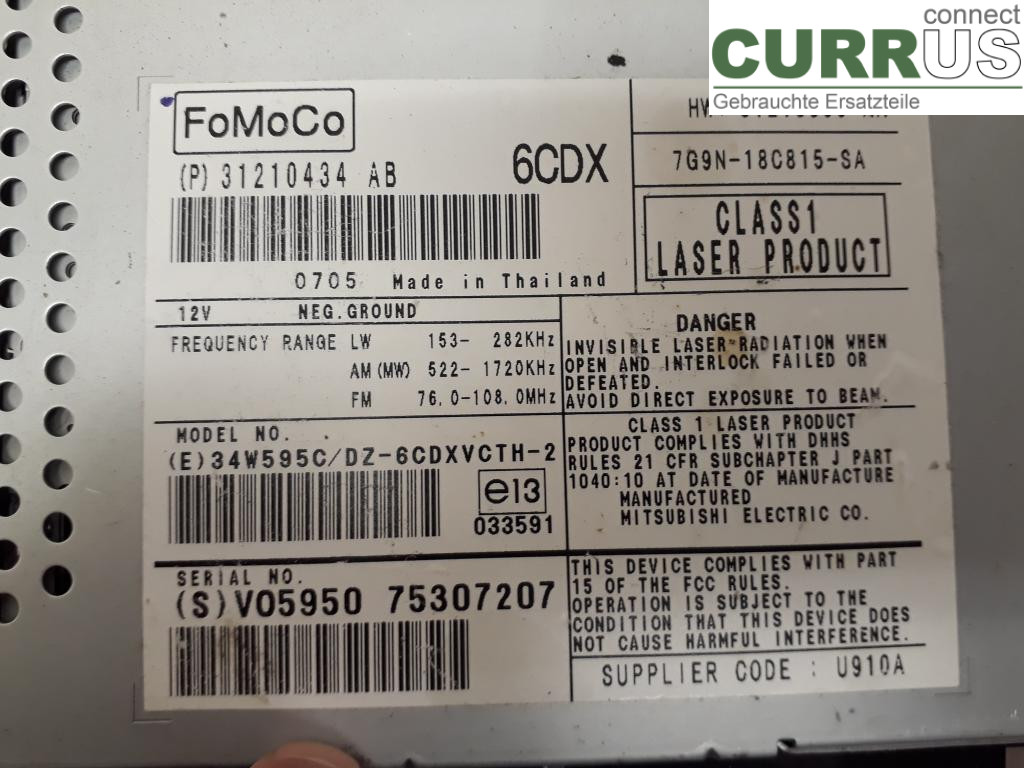 connect
CURRUS
Gebrauchte Ersatzteile
FoMoCo
(P) 31210434 AB
6CDX
7G9N-18C815-SA
CLASS1
LASER PRODUCT
0705 Made in Thailand
12V NEG.GROUND
FREQUENCY RANGE LW 153- 282KHz
AM(MW) 522- 1720KHz
FM 76.0-108.0MHz
DANGER
INVISIBLE LASER-RADIATION WHEN
OPEN AND INTERLOCK FAILED OR
DEFEATED.
AVOID DIRECT EXPOSURE TO BEAM.
MODEL NO.
(E)34W595C/DZ-6CDXVCTH-2
e13
033591
CLASS 1 LASER PRODUCT
PRODUCT COMPLIES WITH DHHS
RULES 21 CFR SUBCHAPTER J PART
1040:10 AT DATE OF MANUFACTURE
MANUFACTURED
MITSUBISHI ELECTRIC CO.
SERIAL NO.
(S)V05950 75307207
THIS DEVICE COMPLIES WITH PART
15 OF THE FCC RULES.
OPERATION IS SUBJECT TO THE
CONDITION THAT THIS DEVICE DOES
NOT CAUSE HARMFUL INTERFERENCE.
SUPPLIER CODE : U910A